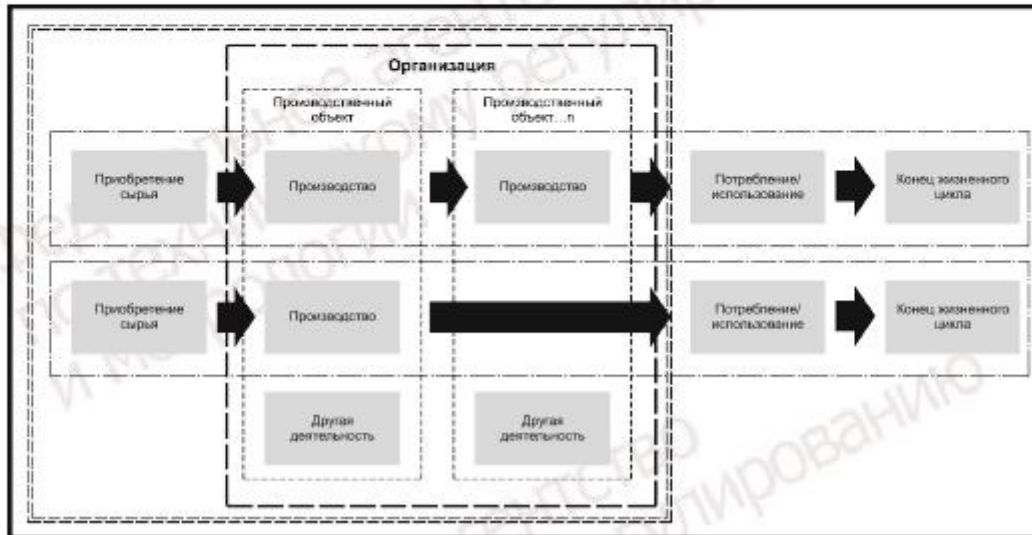 Организация
Производственный
объект
Производственный
объект...n
Приобретение
сырья
Производство
Производство
Потребление/
использование
Конец жизненного
цикла
Приобретение
сырья
Производство
Потребление/
использование
Конец жизненного
цикла
Другая
деятельность
Другая
деятельность